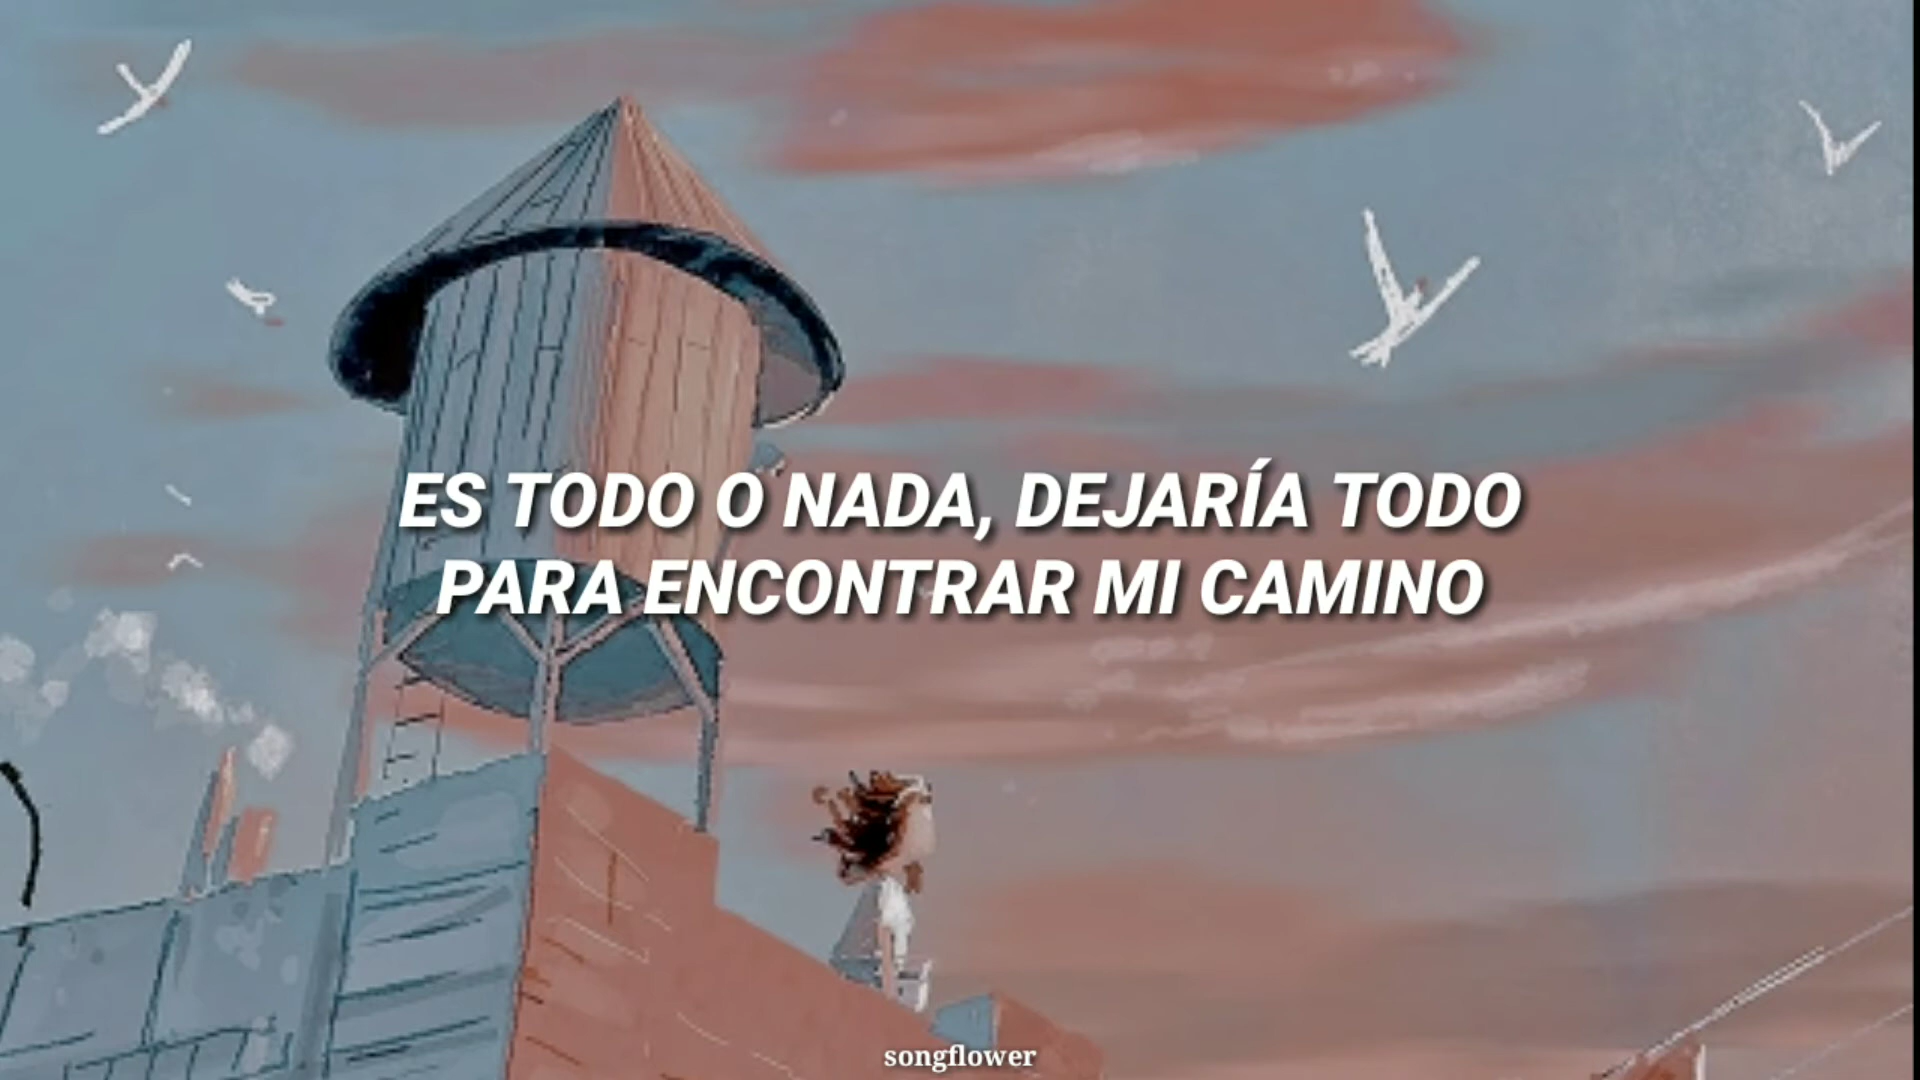 ES TODO O NADA, DEJARÍA TODO
PARA ENCONTRAR MI CAMINO
songflower